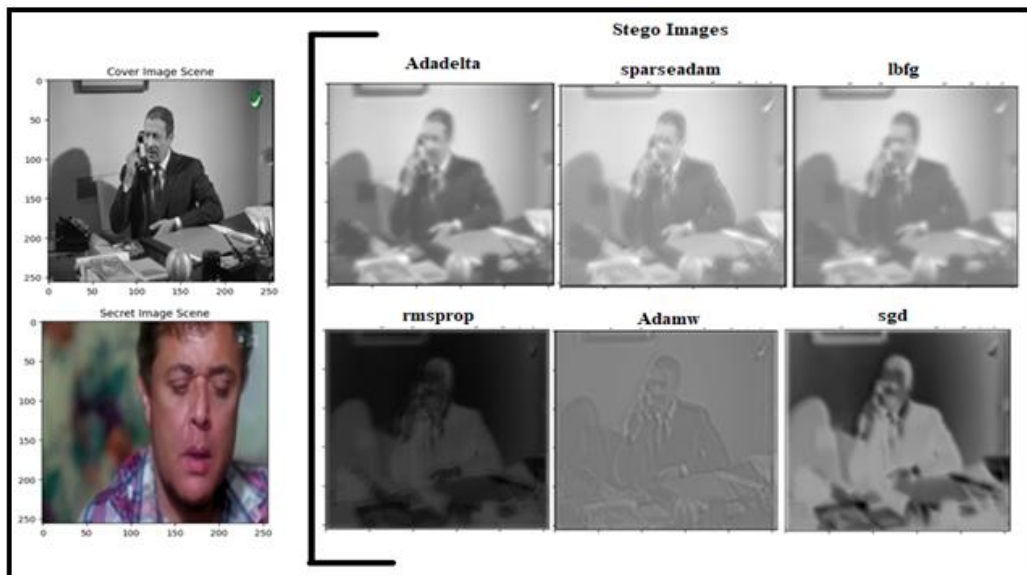 Stego Images
Cover Image Scene
0
50
100
150
200
250
0 50 100 150 200 250
Secret Image Scene
0
50
100
150
200
250
0 50 100 150 200 250
Adadelta sparseadam lbfg
rmsprop Adamw sgd